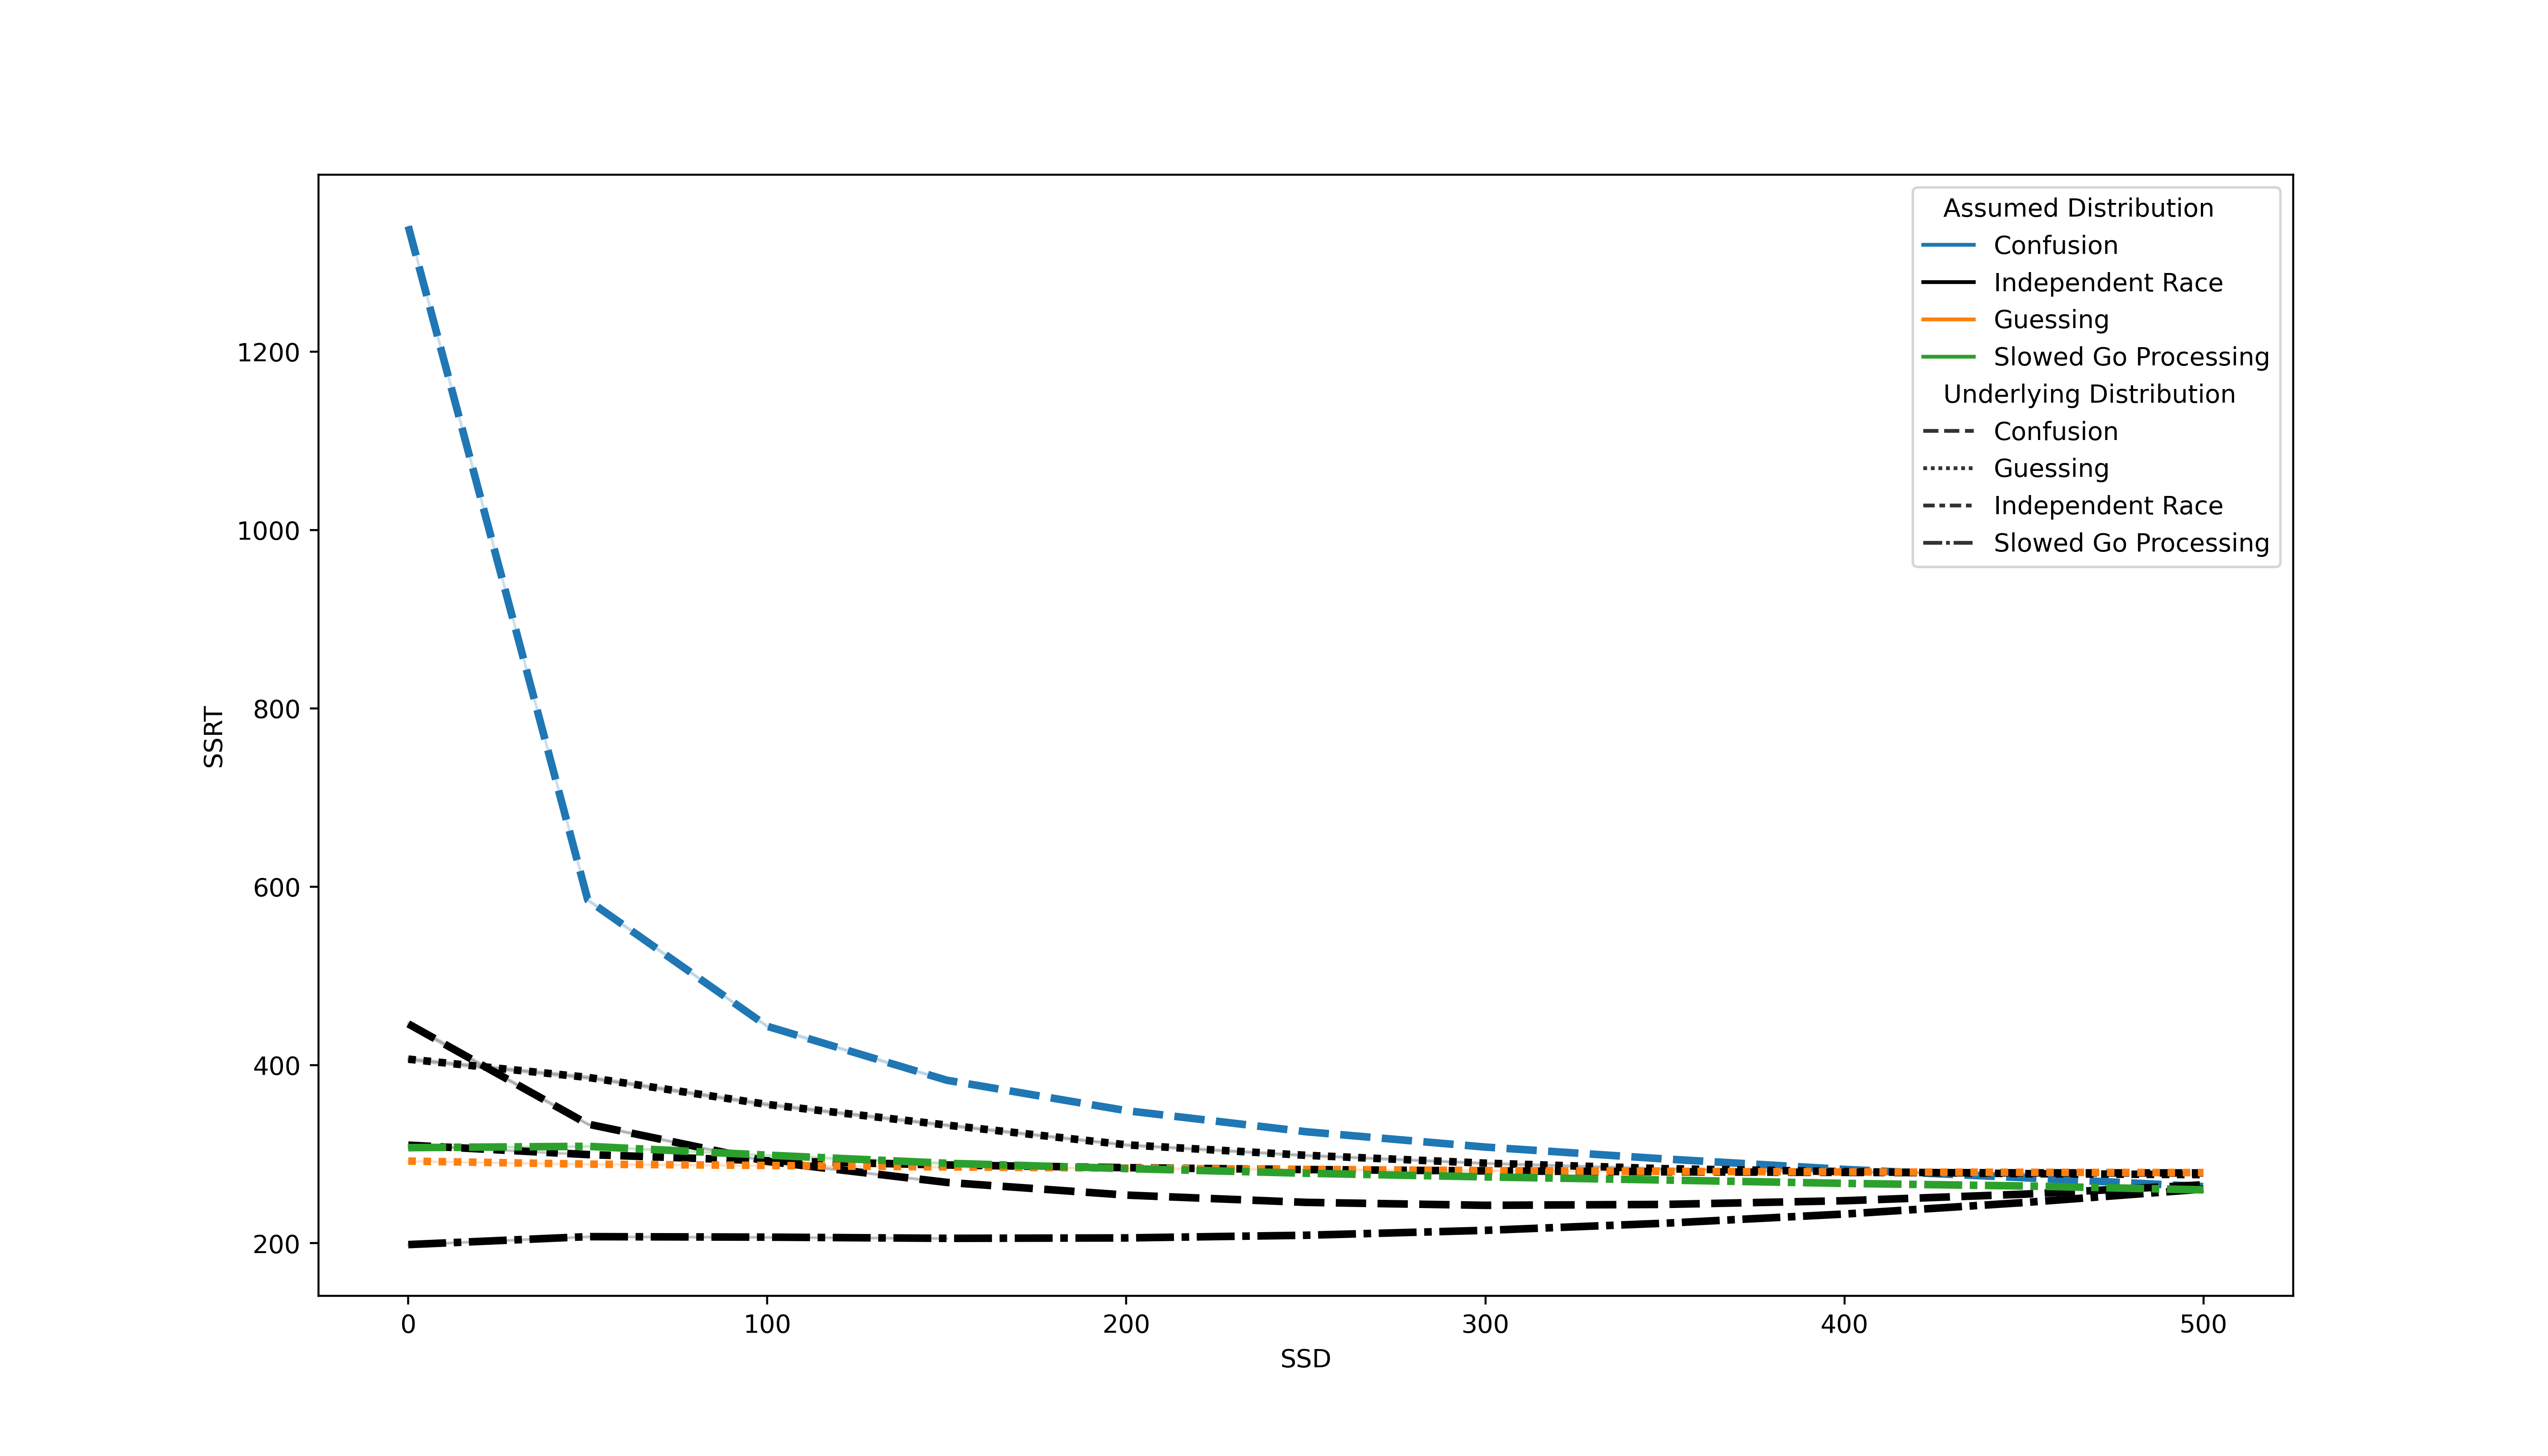 Assumed Distribution
Confusion
Independent Race
Guessing
Slowed Go Processing
Underlying Distribution
Confusion
Guessing
Independent Race
Slowed Go Processing
1200
1000
800
600
400
200
SSRT
0 100 200 300 400 500
SSD